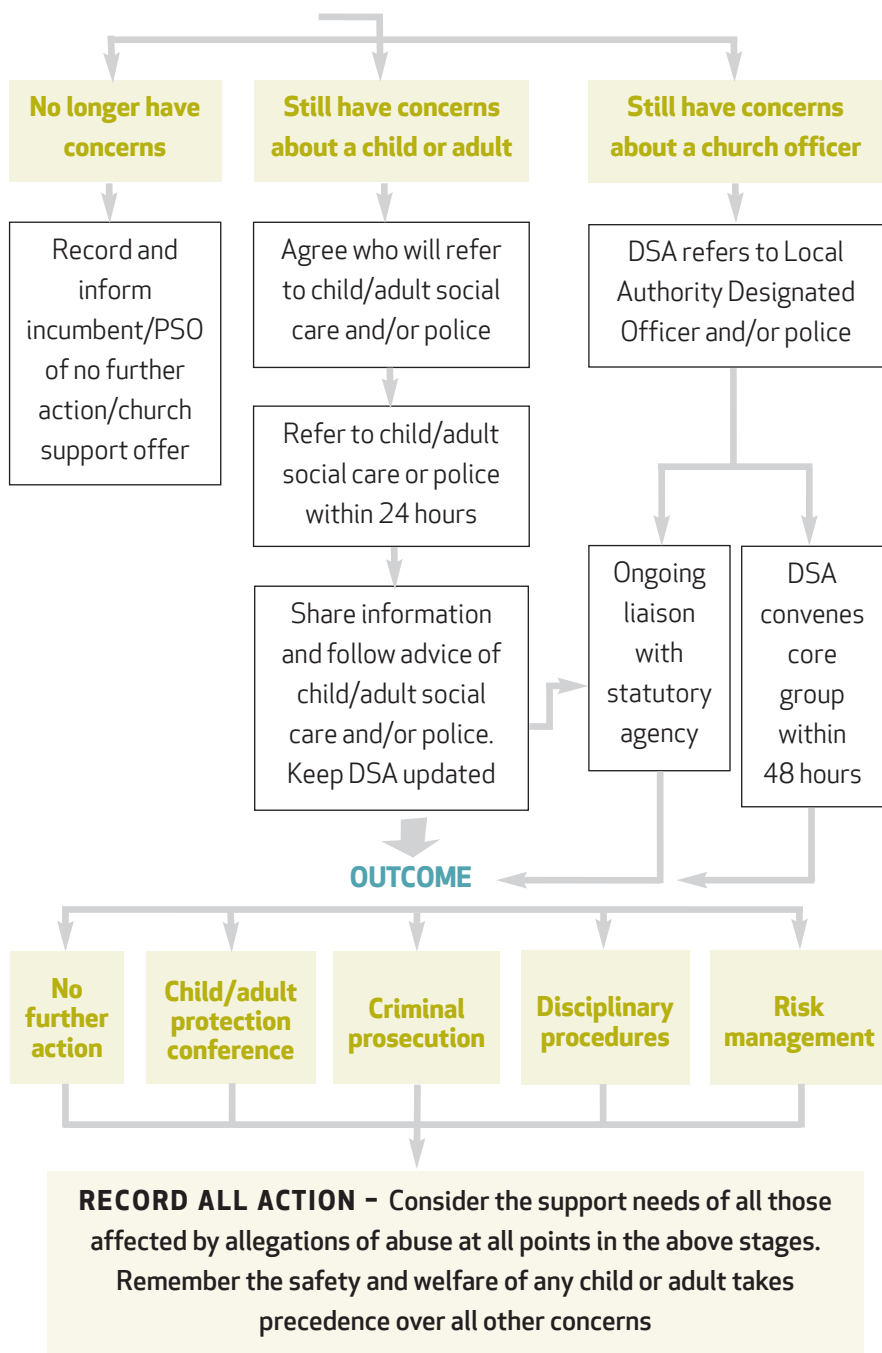 No longer have
concerns
Still have concerns
about a child or adult
Still have concerns
about a church officer
Record and
inform
incumbent/PSO
of no further
action/church
support offer
Agree who will refer
to child/adult social
care and/or police
DSA refers to Local
Authority Designated
Officer and/or police
Refer to child/adult
social care or police
within 24 hours
Share information
and follow advice of
child/adult social
care and/or police.
Keep DSA updated
Ongoing
liaison
with
statutory
agency
DSA
convenes
core
group
within
48 hours
OUTCOME
No
further
action
Child/adult
protection
conference
Criminal
prosecution
Disciplinary
procedures
Risk
management
RECORD ALL ACTION – Consider the support needs of all those
affected by allegations of abuse at all points in the above stages.
Remember the safety and welfare of any child or adult takes
precedence over all other concerns